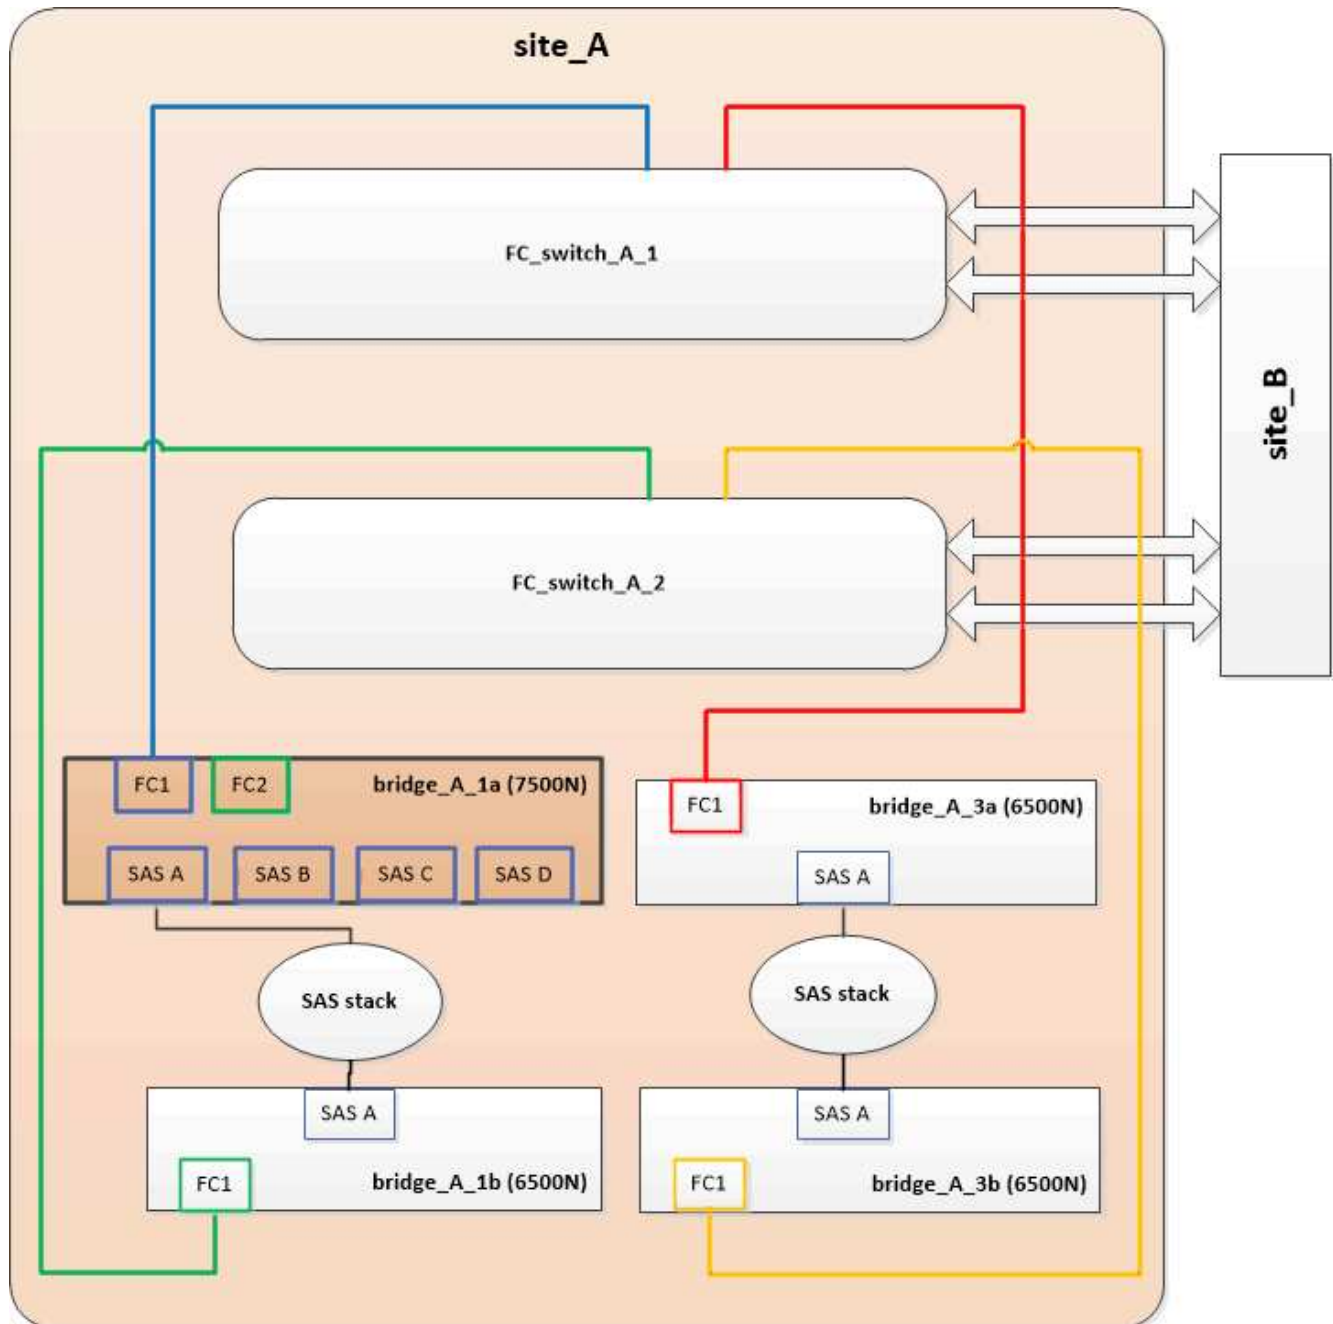 site_A
FC_switch_A_1
site_B
FC_switch_A_2
FC1
FC2
bridge_A_1a (7500N)
SAS A
SAS B
SAS C
SAS D
FC1
bridge_A_3a (6500N)
SAS A
SAS stack
SAS stack
SAS A
FC1
bridge_A_1b (6500N)
SAS A
FC1
bridge_A_3b (6500N)